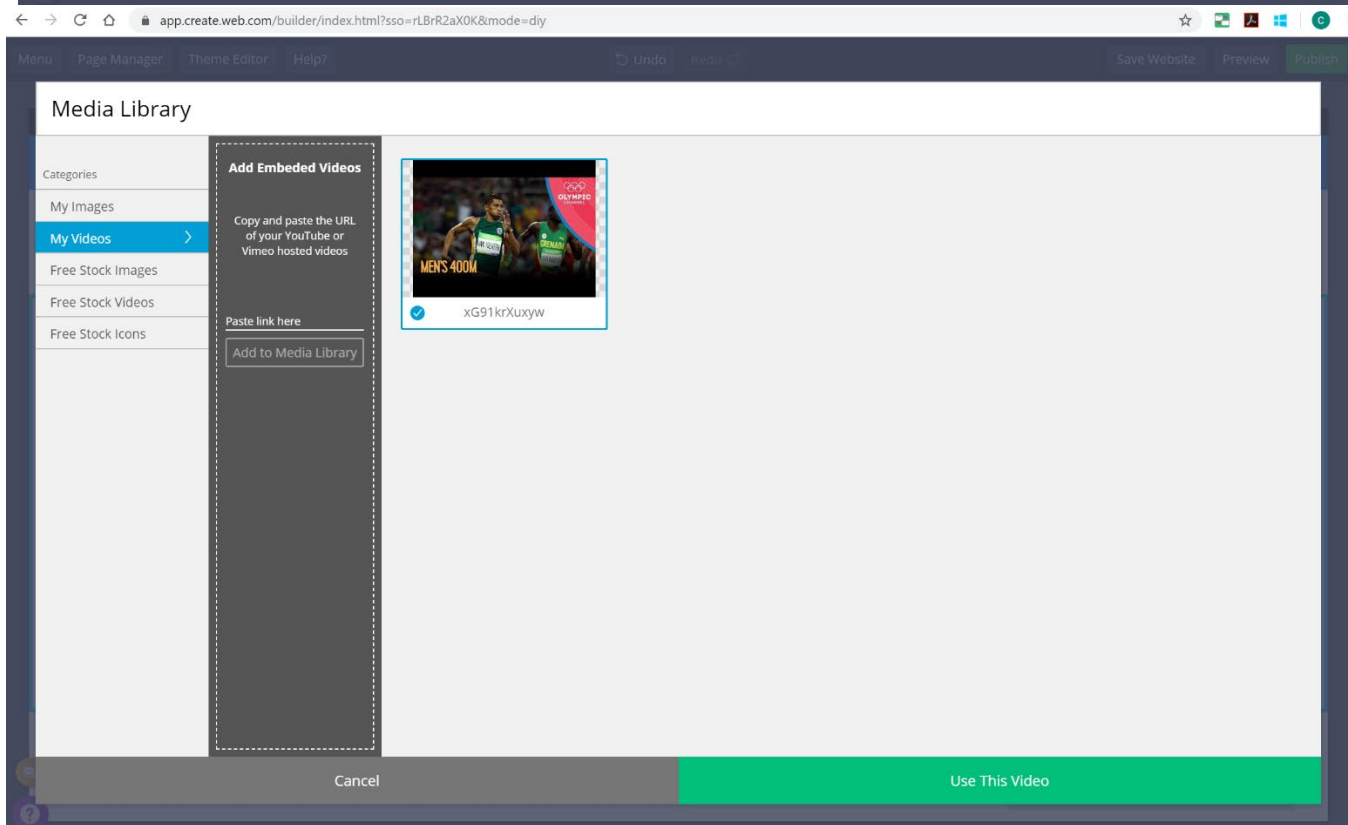 app.create.web.com/builder/index.html?sso=rLBrR2aX0K&mode=diy
C
Menu Page Manager Theme Editor Help? Undo Redo Save Website Preview Publish
Media Library
Categories
My Images
My Videos
Free Stock Images
Free Stock Videos
Free Stock Icons
Add Embeded Videos
Copy and paste the URL
of your YouTube or
Vimeo hosted videos
Paste link here
Add to Media Library
OLYMPIC
CHANNEL
GRENADA
MEN'S 400M
xG91krXuxyw
Cancel
Use This Video
?